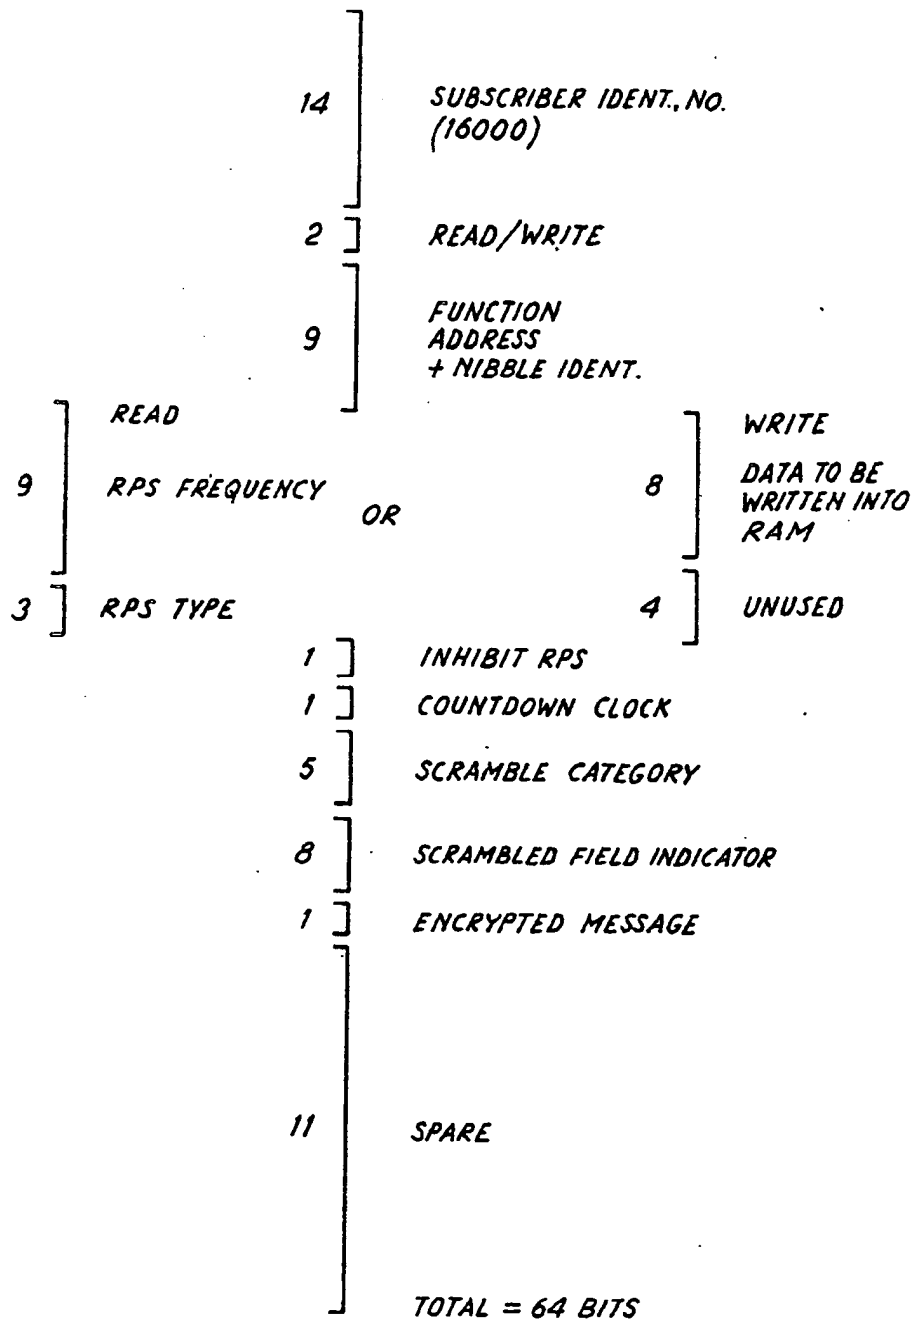 14
SUBSCRIBER IDENT., NO.
(16000)
2
READ/WRITE
9
FUNCTION
ADDRESS
+ NIBBLE IDENT.
READ
9
RPS FREQUENCY
3
RPS TYPE
OR
WRITE
8
DATA TO BE
WRITTEN INTO
RAM
4
UNUSED
1
INHIBIT RPS
1
COUNTDOWN CLOCK
5
SCRAMBLE CATEGORY
8
SCRAMBLED FIELD INDICATOR
1
ENCRYPTED MESSAGE
11
SPARE
TOTAL = 64 BITS